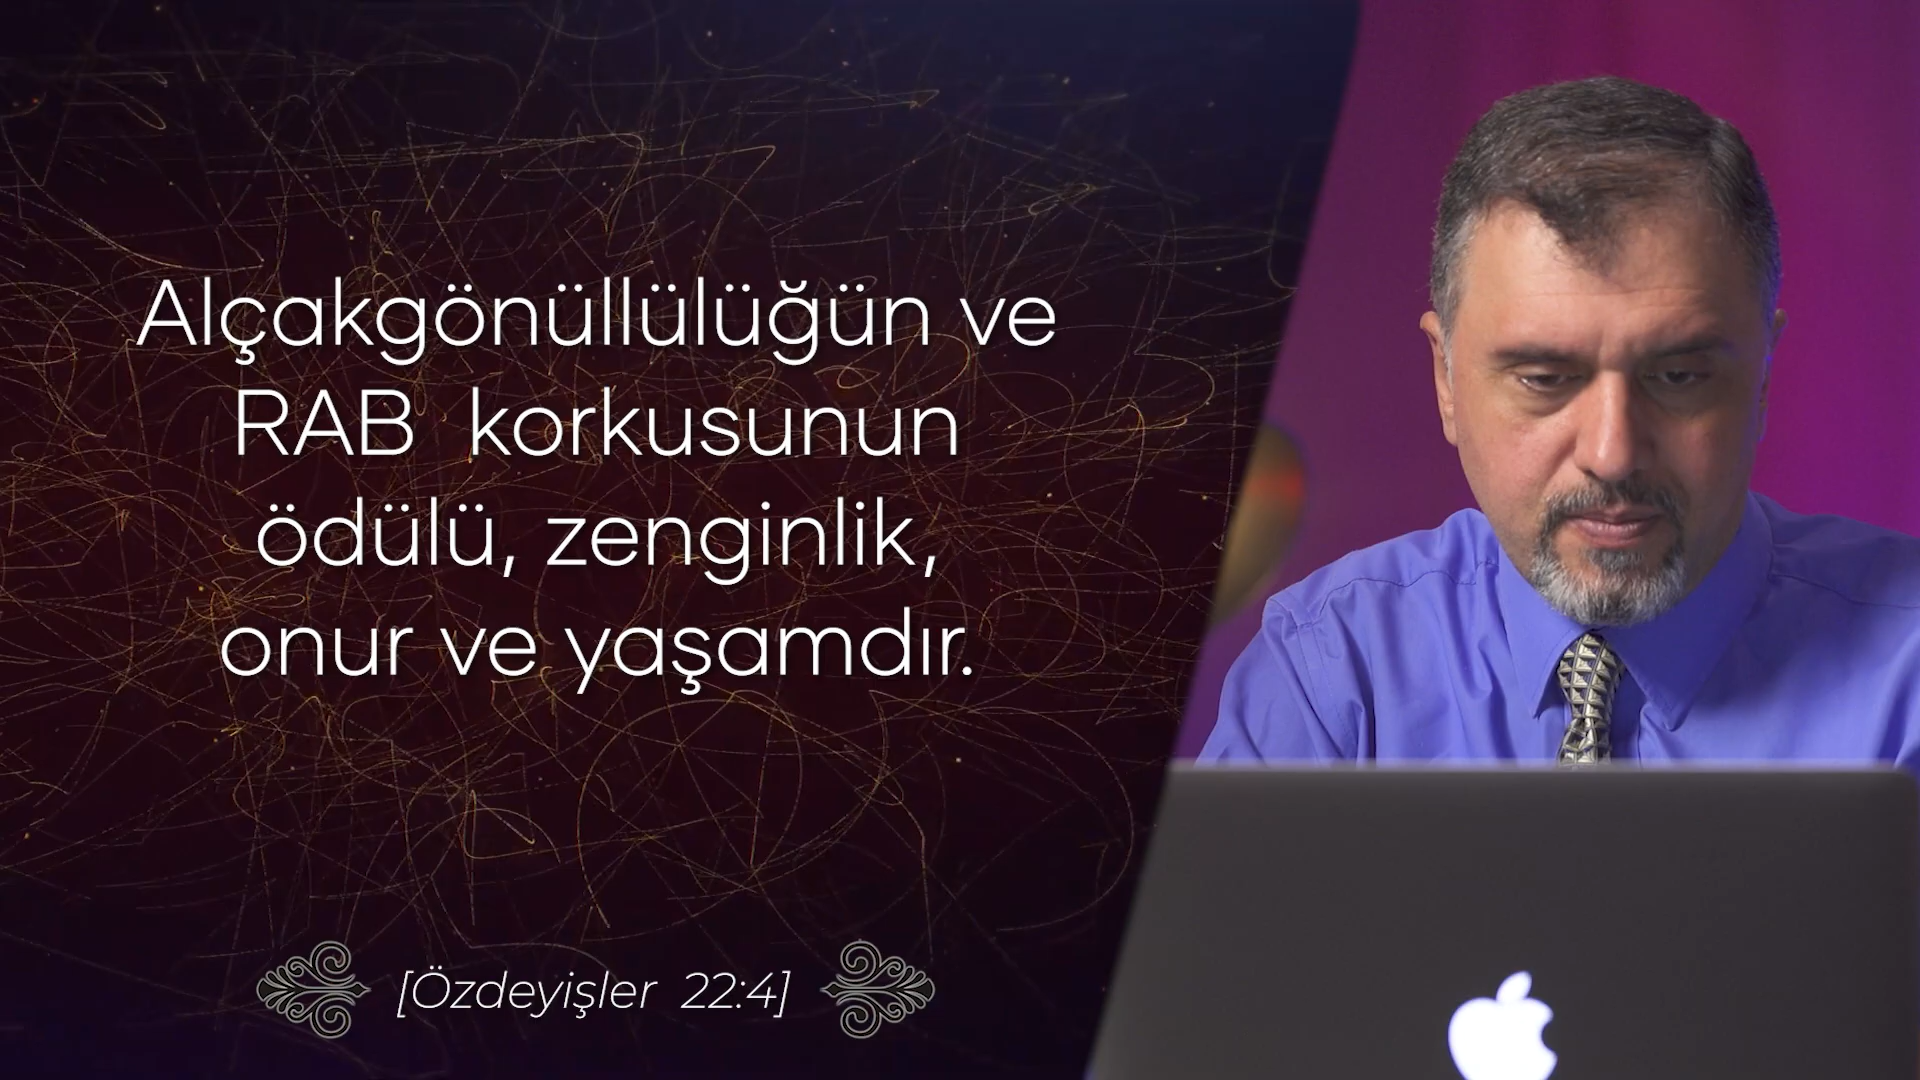 Alçakgönüllülüğün ve
RAB korkusunun
ödülü, zenginlik,
onur ve yaşamdır.
[Özdeyişler 22:4]